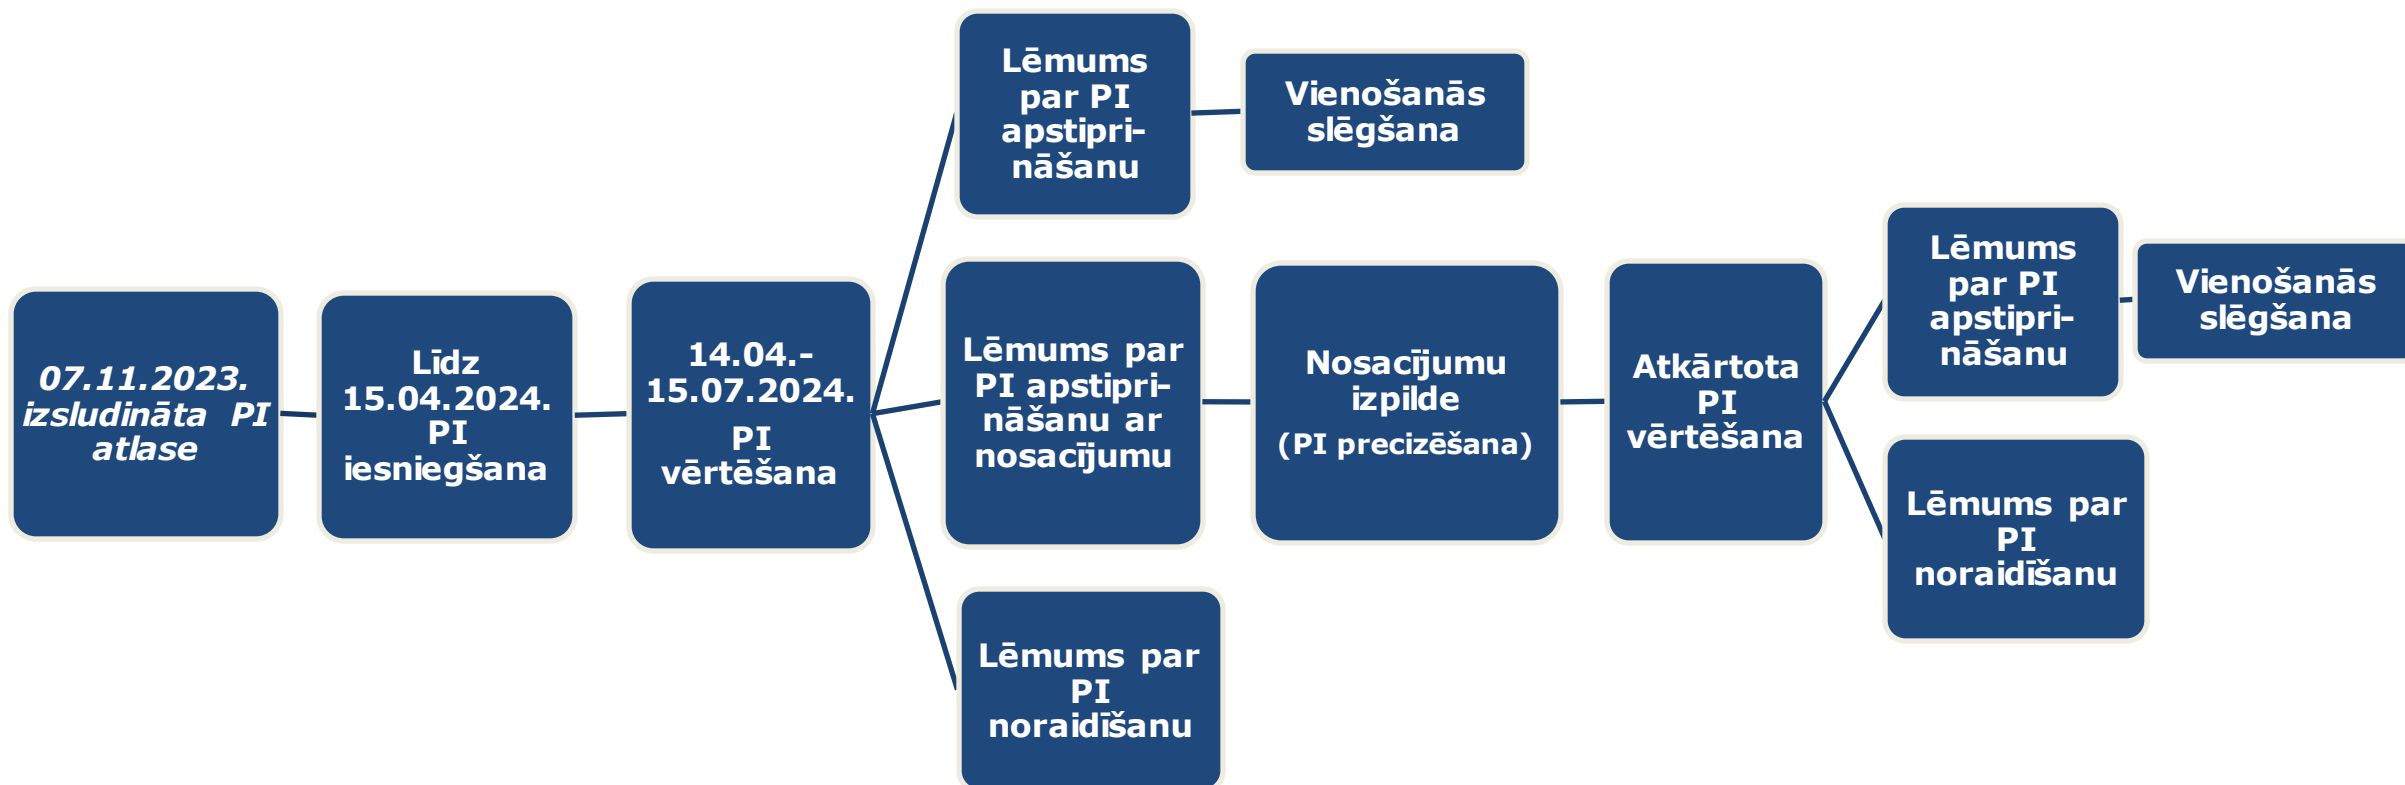 07.11.2023.
izsludināta PI
atlase
Līdz
15.04.2024.
PI
iesniegšana
14.04.-
15.07.2024.
PI
vērtēšana
Lēmums
par PI
apstipri-
nāšanu
Vienošanās
slēgšana
Lēmums par
PI apstipri-
nāšanu ar
nosacījumu
Nosacījumu
izpilde
(PI precizēšana)
Atkārtota
PI
vērtēšana
Lēmums
par PI
apstipri-
nāšanu
Vienošanās
slēgšana
Lēmums par
PI
noraidīšanu
Lēmums par
PI
noraidīšanu